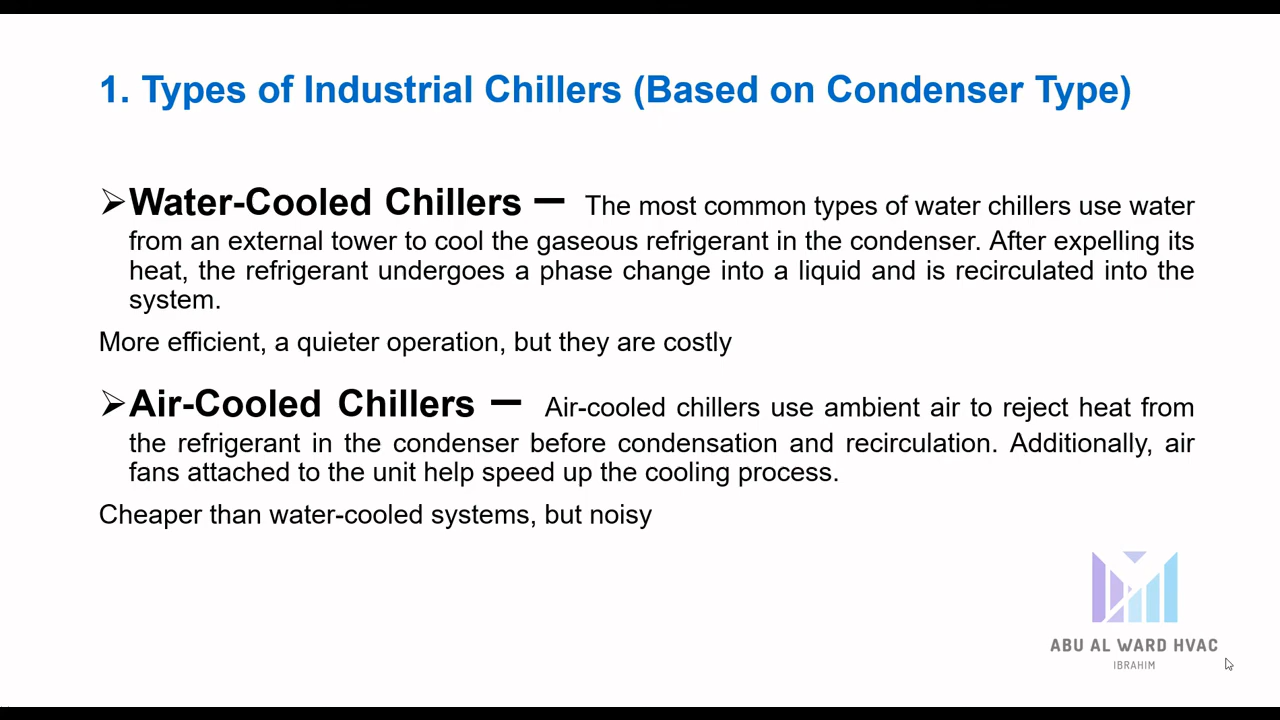 1. Types of Industrial Chillers (Based on Condenser Type)
➢Water-Cooled Chillers – The most common types of water chillers use water
from an external tower to cool the gaseous refrigerant in the condenser. After expelling its
heat, the refrigerant undergoes a phase change into a liquid and is recirculated into the
system.
More efficient, a quieter operation, but they are costly
➢Air-Cooled Chillers – Air-cooled chillers use ambient air to reject heat from
the refrigerant in the condenser before condensation and recirculation. Additionally, air
fans attached to the unit help speed up the cooling process.
Cheaper than water-cooled systems, but noisy
ABU AL WARD HVAC
IBRAHIM